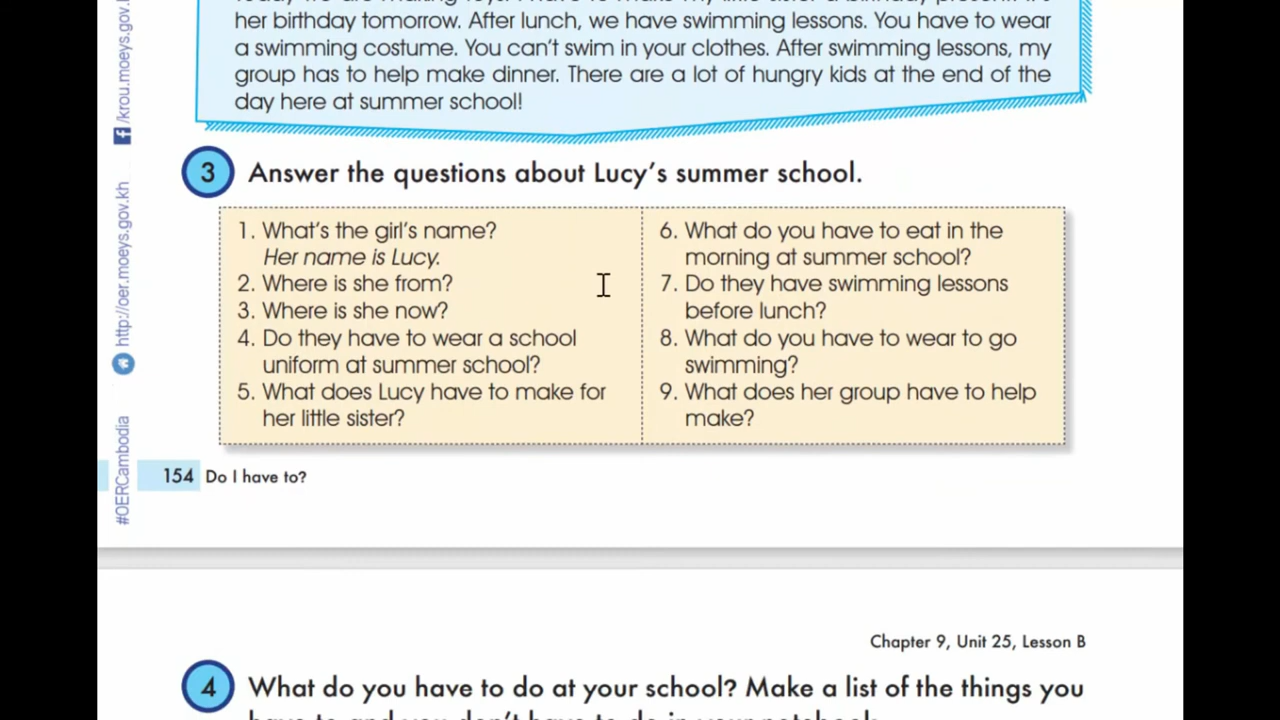 her birthday tomorrow. After lunch, we have swimming lessons. You have to wear
a swimming costume. You can't swim in your clothes. After swimming lessons, my
group has to help make dinner. There are a lot of hungry kids at the end of the
day here at summer school!
3 Answer the questions about Lucy's summer school.
1. What's the girl's name?
Her name is Lucy.
2. Where is she from?
3. Where is she now?
4. Do they have to wear a school
uniform at summer school?
5. What does Lucy have to make for
her little sister?
6. What do you have to eat in the
morning at summer school?
7. Do they have swimming lessons
before lunch?
8. What do you have to wear to go
swimming?
9. What does her group have to help
make?
154 Do I have to?
#OERCambodia
http://oer.moeys.gov.kh
/krou.moeys.gov.
Chapter 9, Unit 25, Lesson B
4 What do you have to do at your school? Make a list of the things you